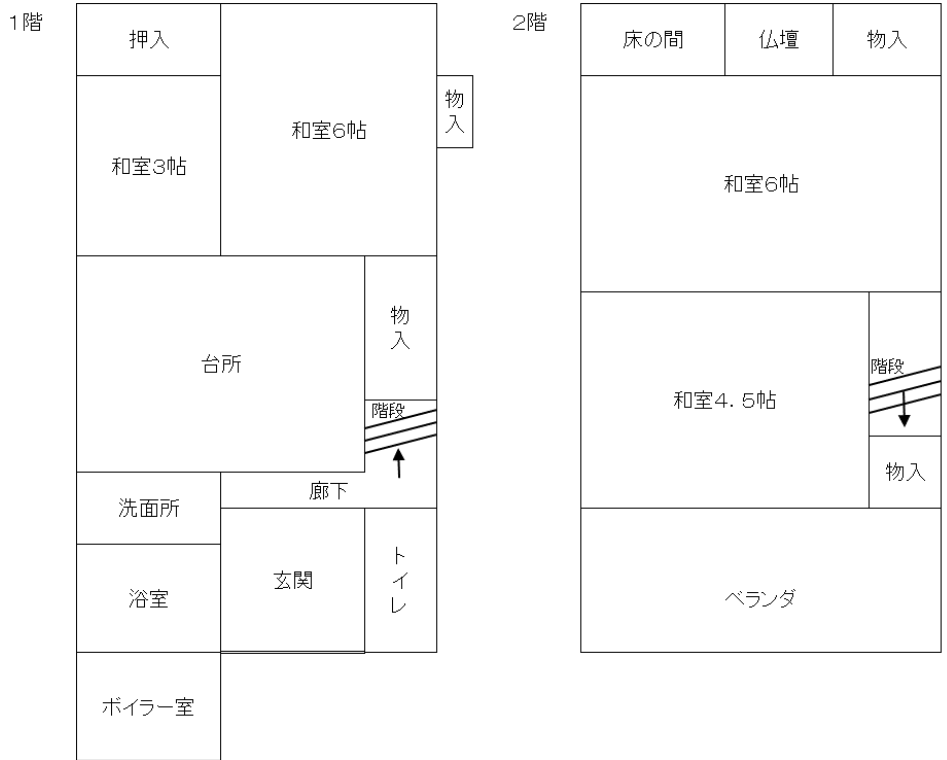 1階
押入
和室6帖
物入
和室3帖
台所
物入
階段
洗面所
廊下
浴室
玄関
トイレ
ボイラー室
2階
床の間
仏壇
物入
和室6帖
和室4.5帖
階段
物入
ベランダ